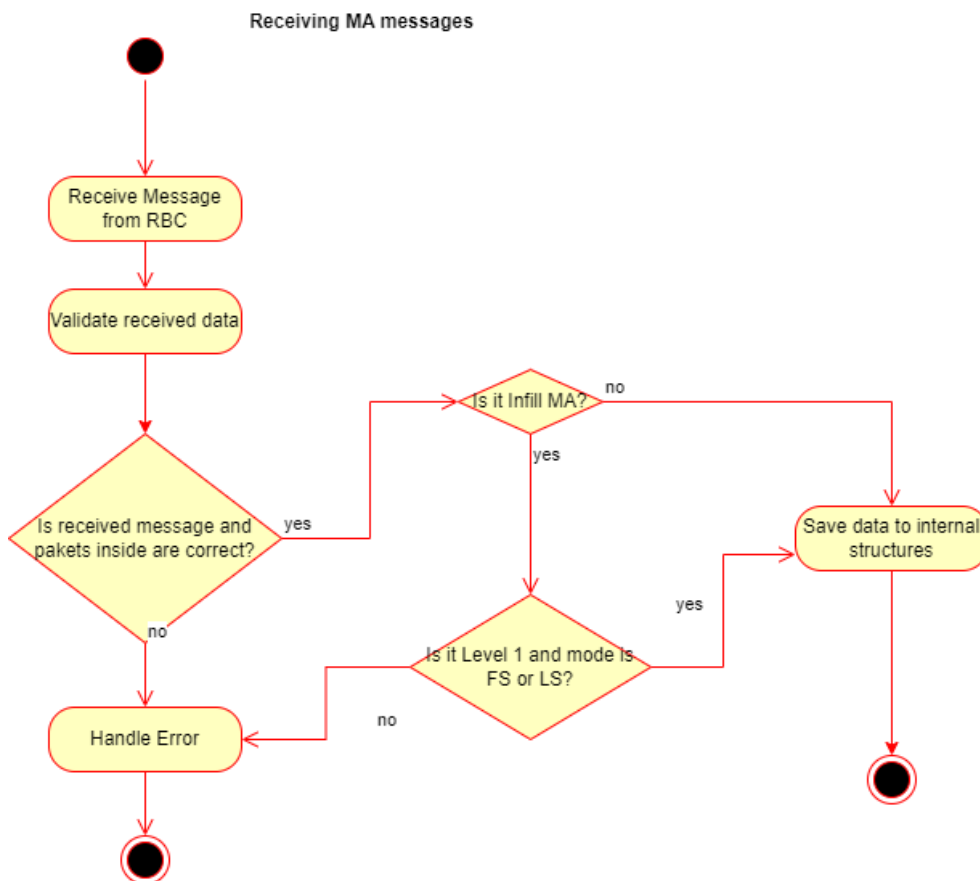 Receiving MA messages
Receive Message
from RBC
Validate received data
Is it Infill MA?
no
yes
Is received message and
pakets inside are correct?
yes
Save data to internal
structures
no
Is it Level 1 and mode is
FS or LS?
yes
no
Handle Error